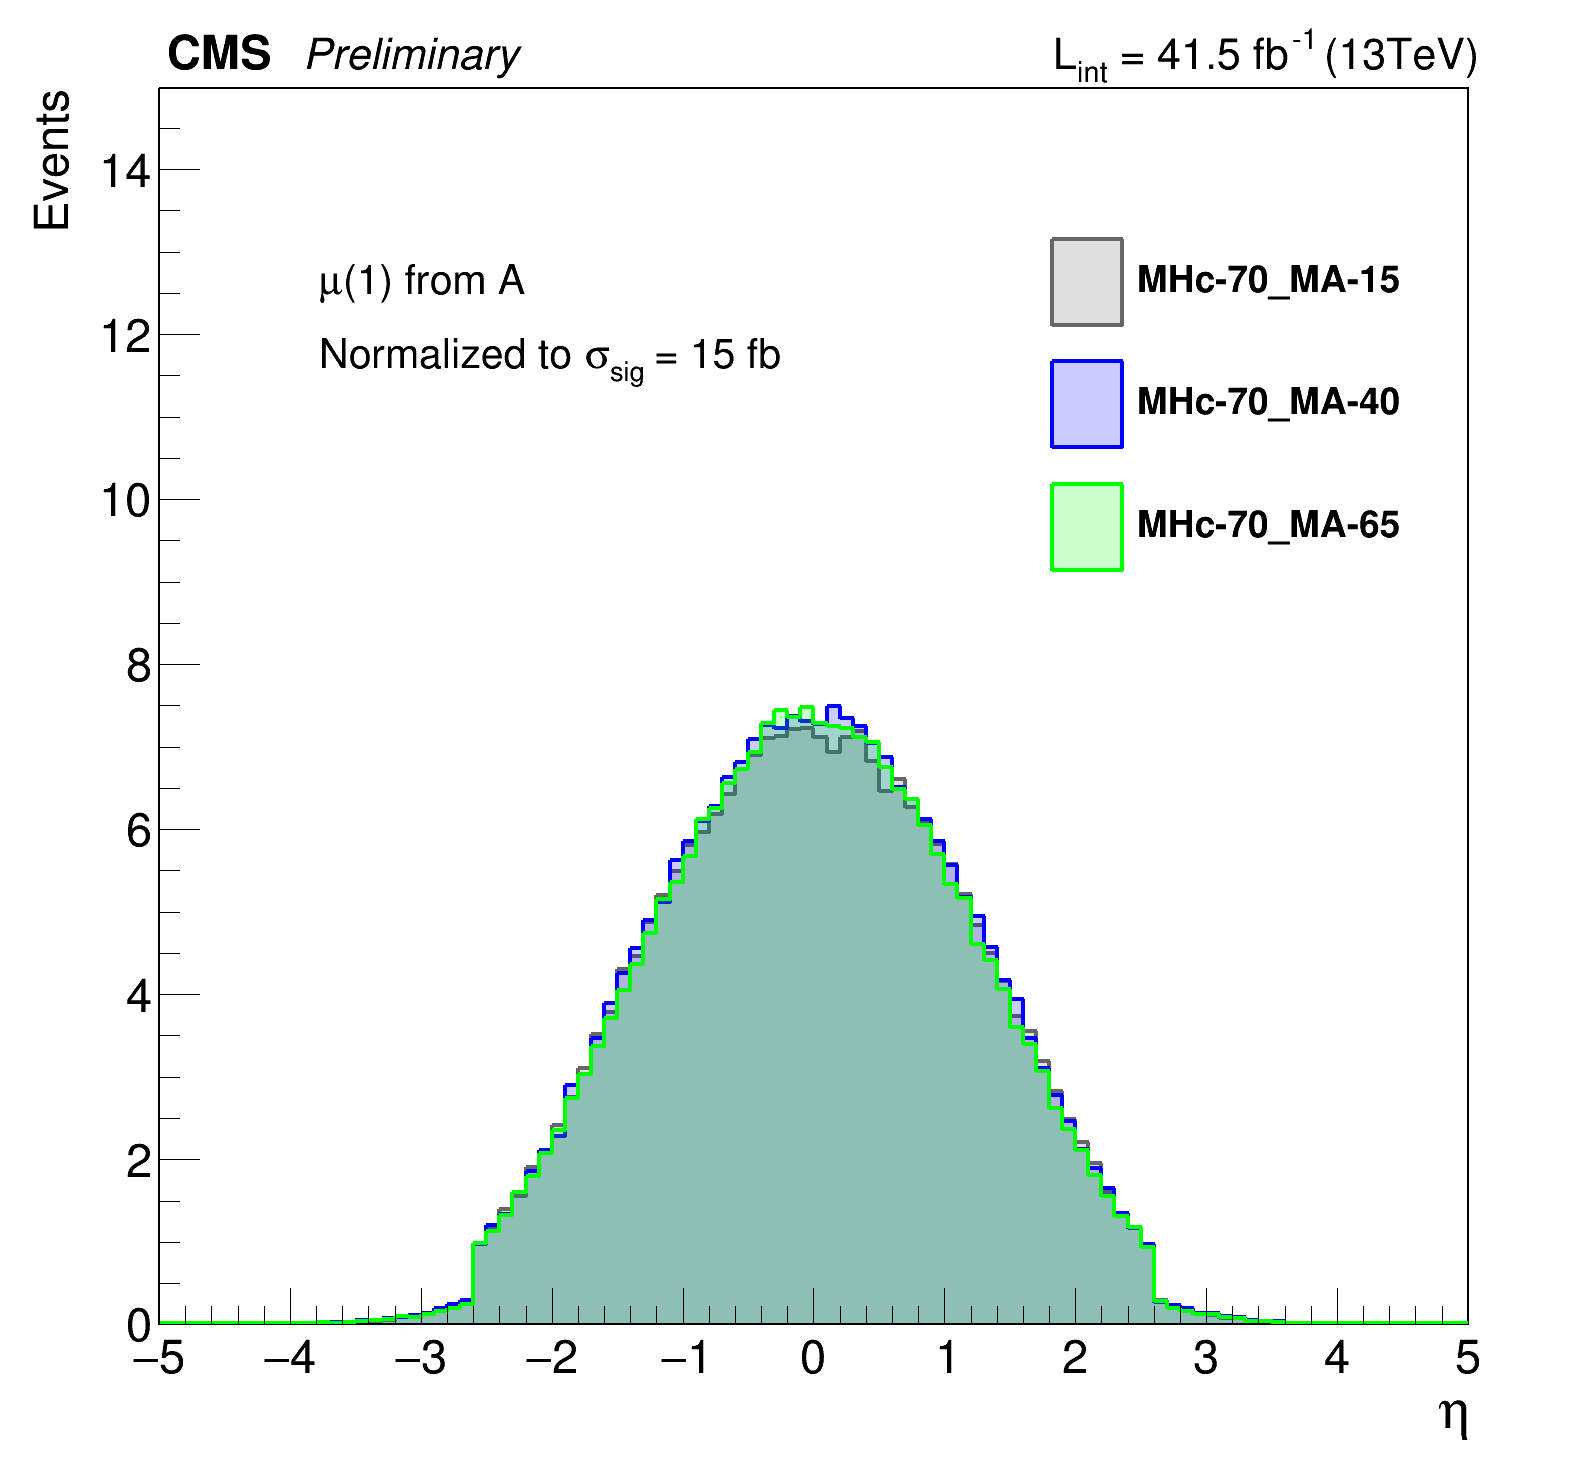 CMS Preliminary L_int = 41.5 fb^-1 (13TeV)
Events
14
12
10
8
6
4
2
0
μ(1) from A
Normalized to σ_sig = 15 fb
MHc-70_MA-15
MHc-70_MA-40
MHc-70_MA-65
−5 −4 −3 −2 −1 0 1 2 3 4 5
η